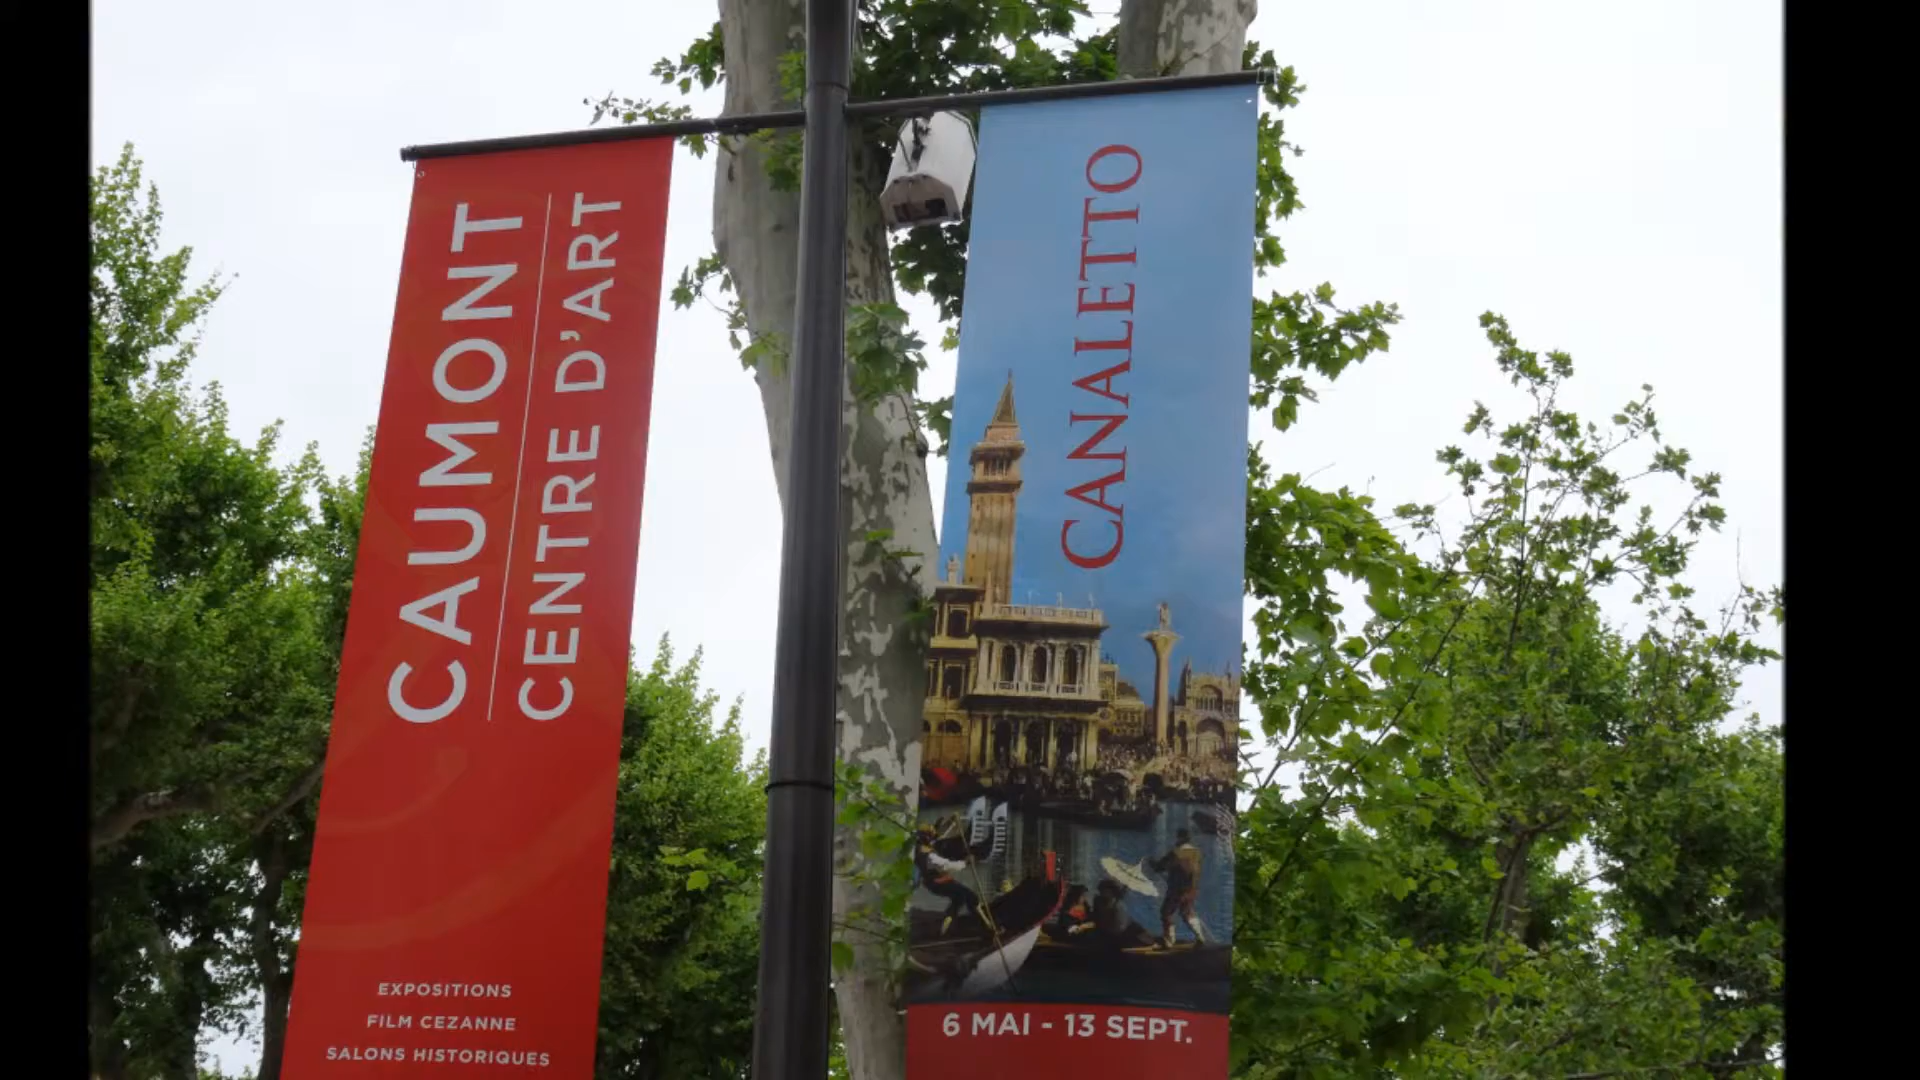 CAUMONT
CENTRE D'ART
EXPOSITIONS
FILM CEZANNE
SALONS HISTORIQUES
CANALETTO
6 MAI - 13 SEPT.